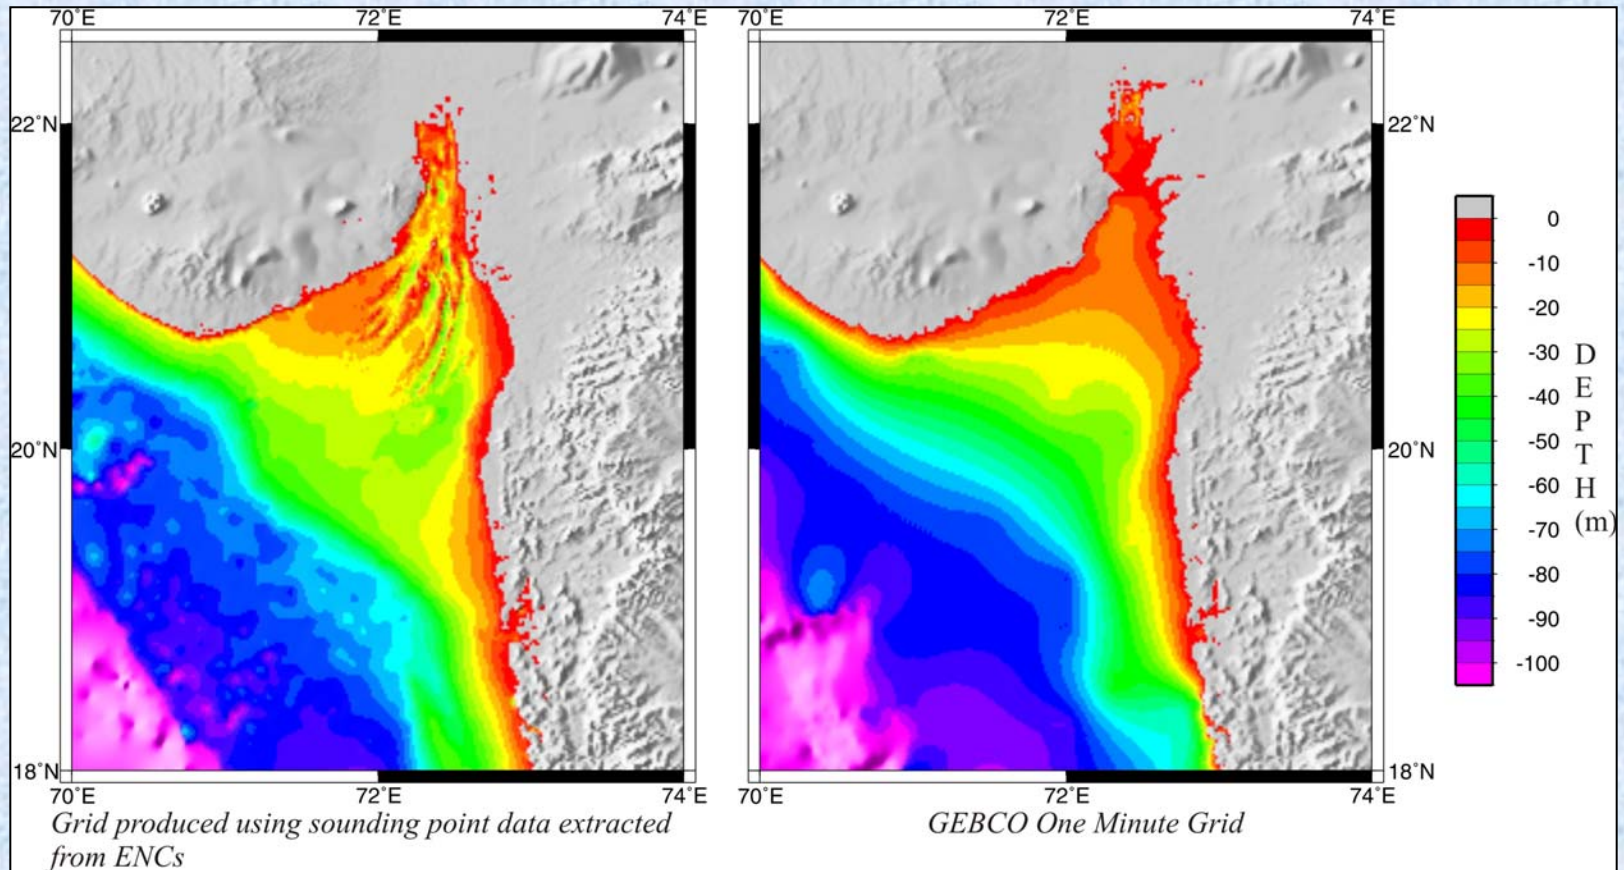 70°E 72°E 74°E 70°E 72°E 74°E
22°N 22°N
20°N 20°N
18°N 18°N
70°E 72°E 74°E 70°E 72°E 74°E
Grid produced using sounding point data extracted
from ENCs
GEBCO One Minute Grid
0
-10
-20
-30
-40
-50
-60
-70
-80
-90
-100
D
E
P
T
H
(m)